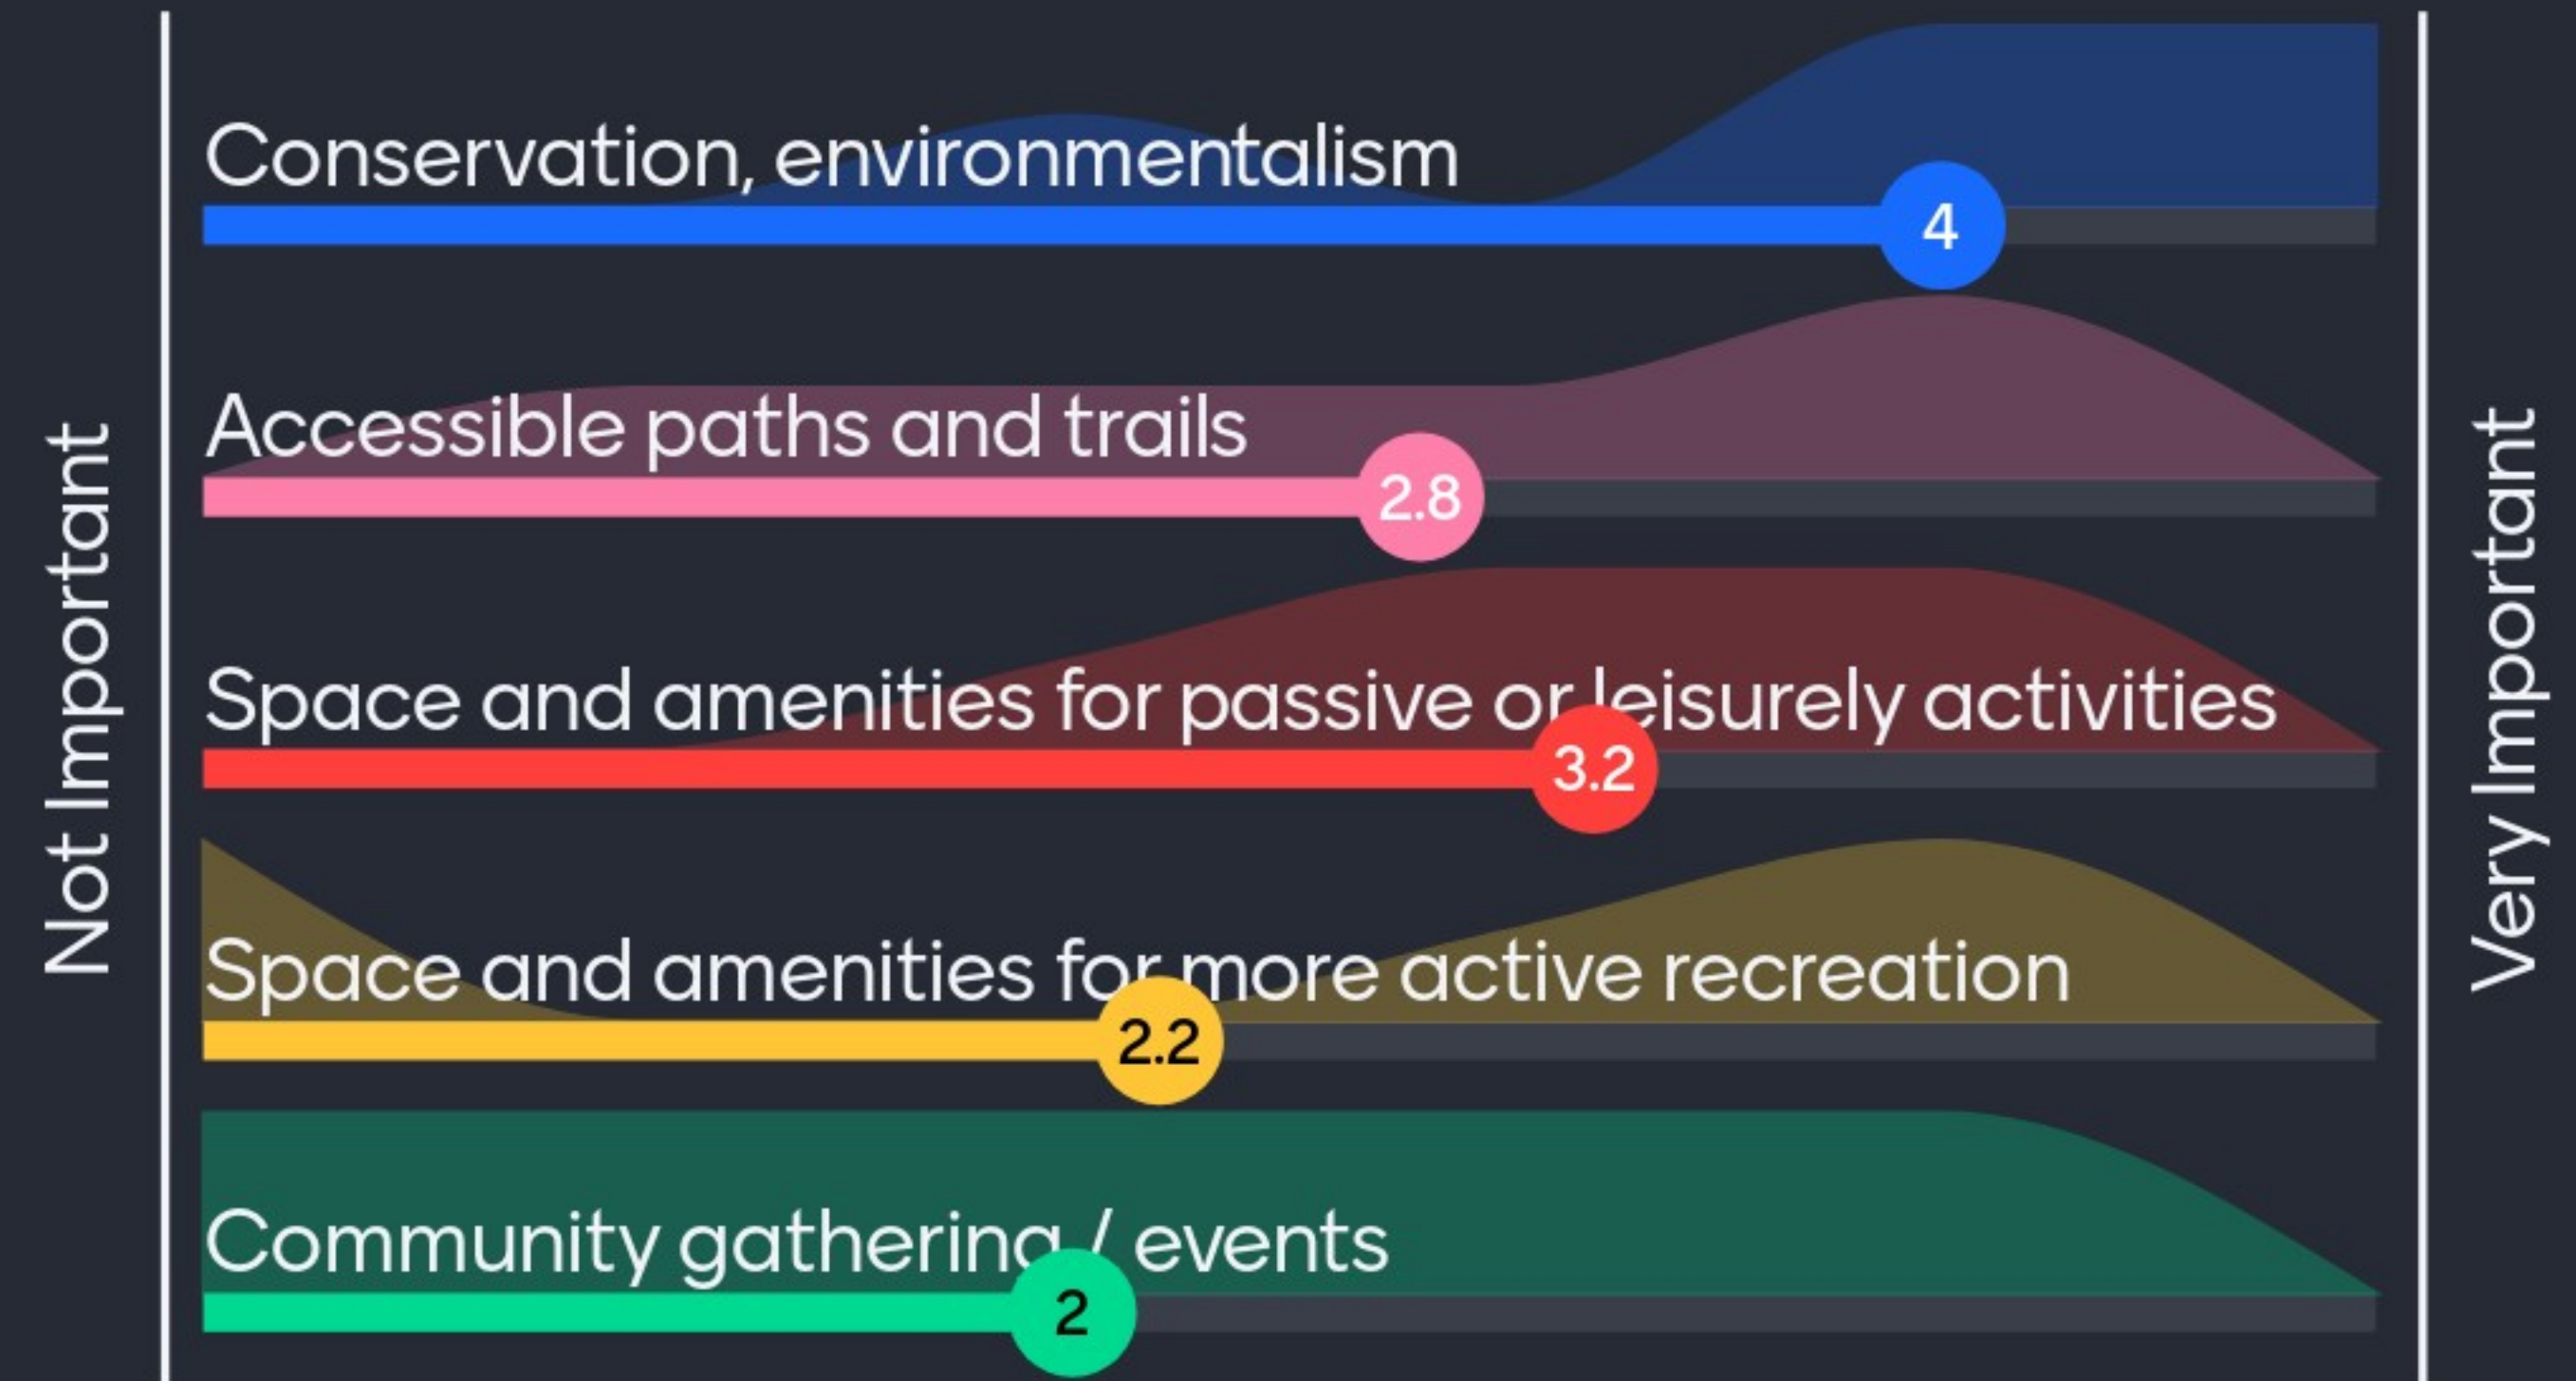 Not Important
Conservation, environmentalism
4
Accessible paths and trails
2.8
Space and amenities for passive or leisurely activities
3.2
Space and amenities for more active recreation
2.2
Community gathering / events
2
Very Important